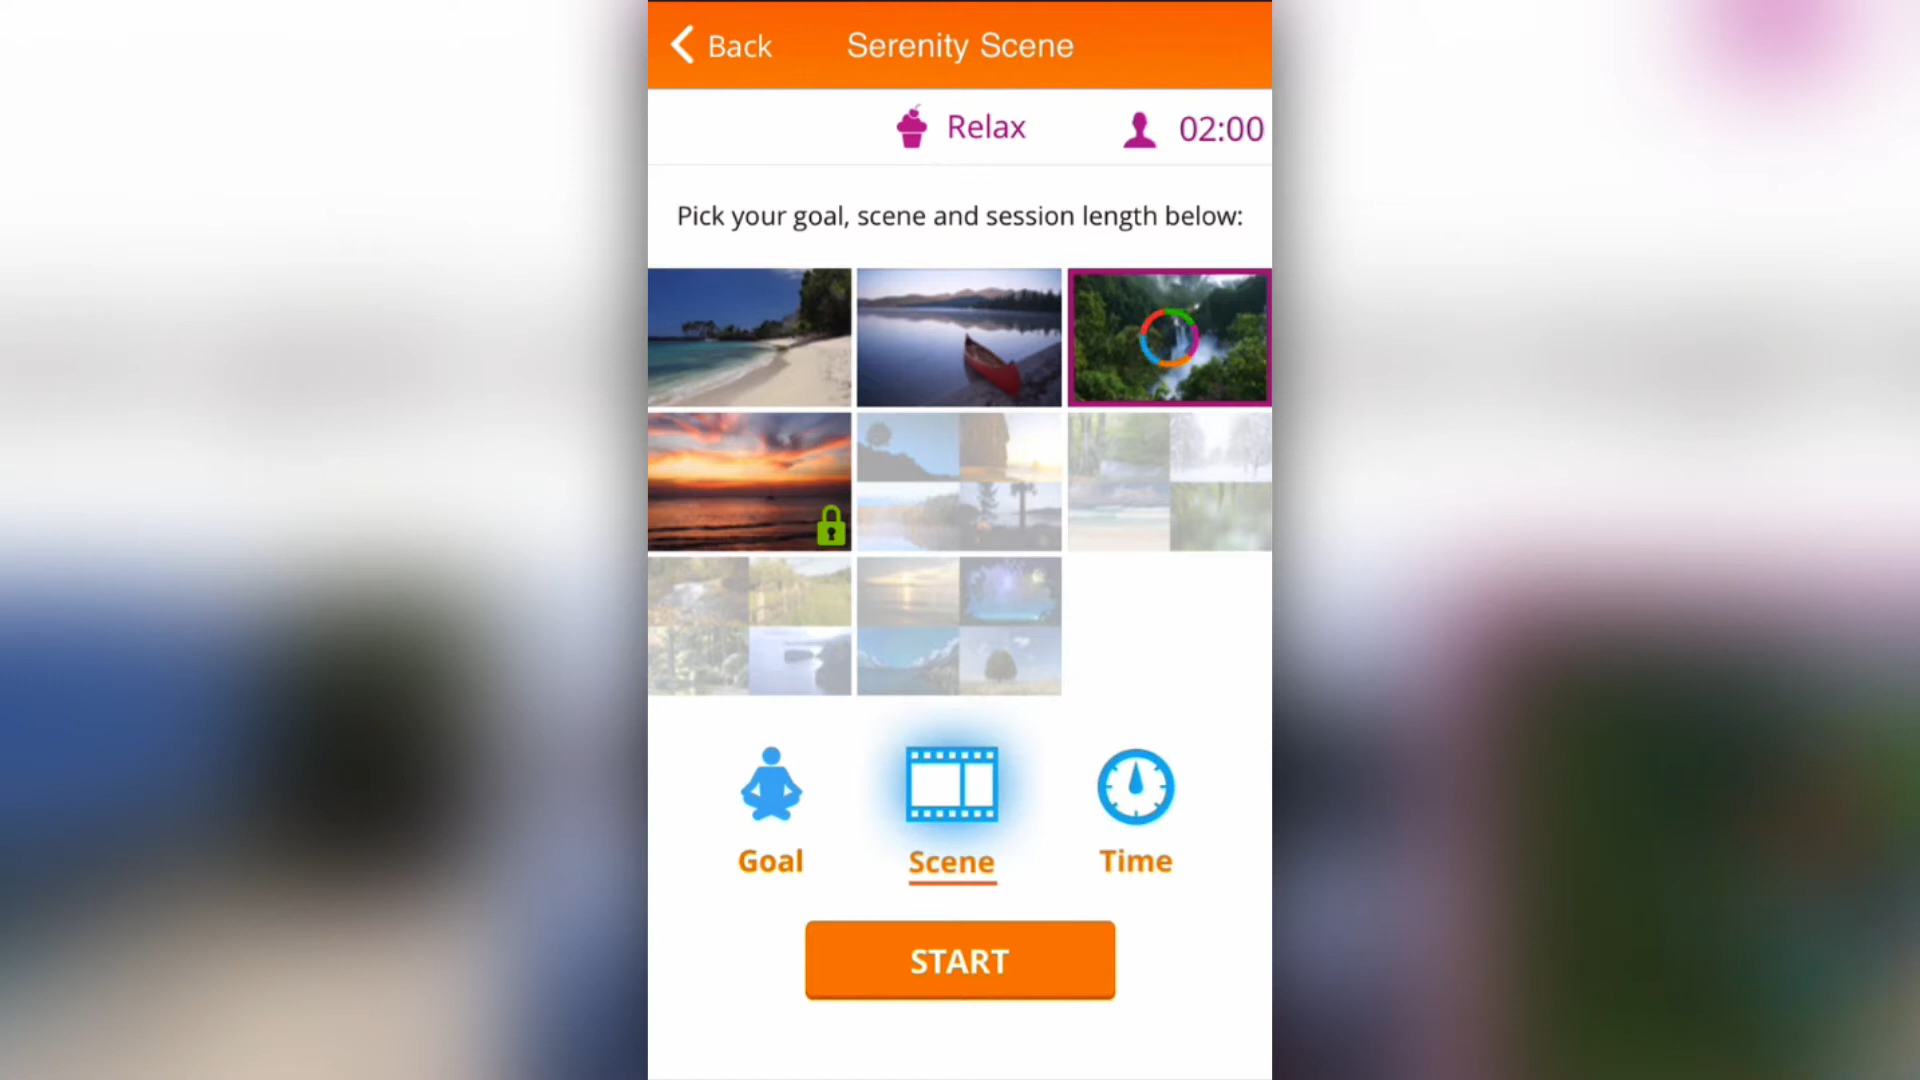 Back
Serenity Scene
Relax
02:00
Pick your goal, scene and session length below:
Goal
Scene
Time
START